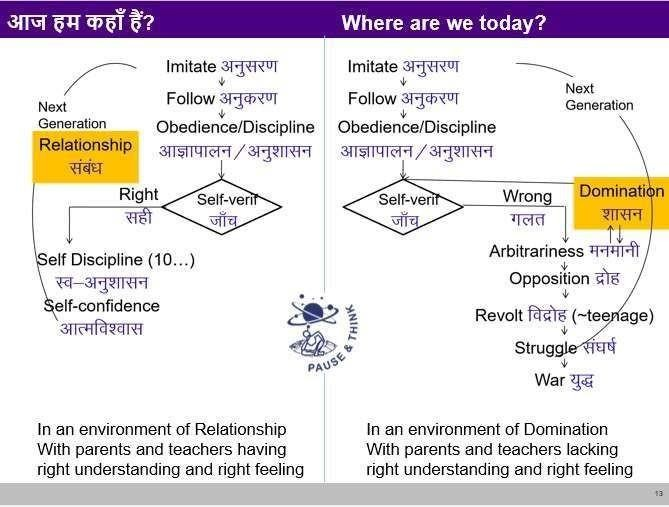 आज हम कहाँ हैं?
Where are we today?
Imitate अनुसरण
Follow अनुकरण
Next
Generation
Obedience/Discipline
आज्ञापालन / अनुशासन
Relationship
संबंध
Right
सही
Self-verif
जाँच
Self Discipline (10…)
स्व–अनुशासन
Self-confidence
आत्मविश्वास
In an environment of Relationship
With parents and teachers having
right understanding and right feeling
PAUSE & THINK
Imitate अनुसरण
Follow अनुकरण
Next
Generation
Obedience/Discipline
आज्ञापालन / अनुशासन
Self-verif
जाँच
Wrong
गलत
Domination
शासन
Arbitrariness मनमानी
Opposition द्रोह
Revolt विद्रोह (~teenage)
Struggle संघर्ष
War युद्ध
In an environment of Domination
With parents and teachers lacking
right understanding and right feeling
13